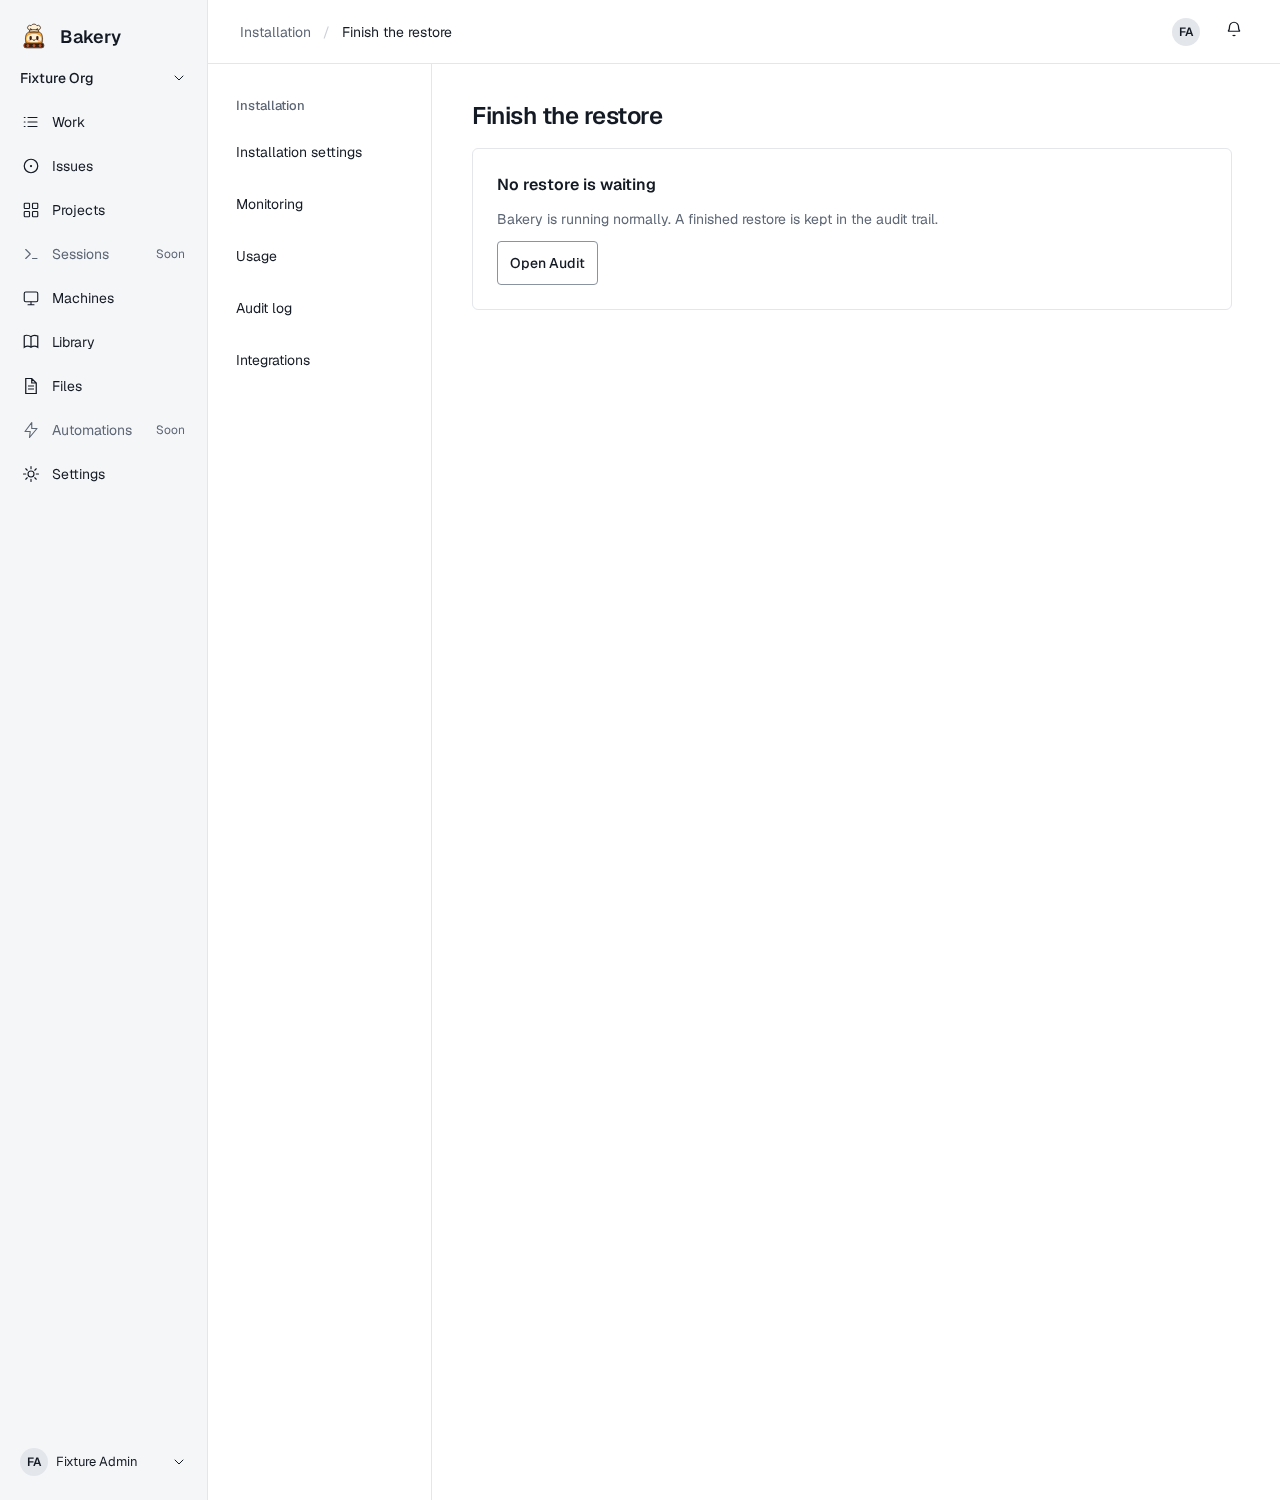 Bakery
Fixture Org
Work
Issues
Projects
Sessions Soon
Machines
Library
Files
Automations Soon
Settings
FA Fixture Admin
Installation / Finish the restore
FA
Installation
Installation settings
Monitoring
Usage
Audit log
Integrations
Finish the restore
No restore is waiting
Bakery is running normally. A finished restore is kept in the audit trail.
Open Audit